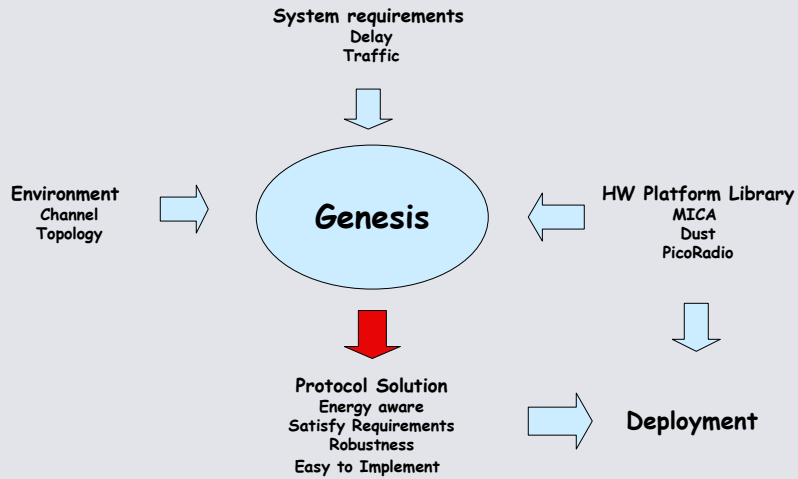 System requirements
Delay
Traffic
Environment
Channel
Topology
Genesis
HW Platform Library
MICA
Dust
PicoRadio
Protocol Solution
Energy aware
Satisfy Requirements
Robustness
Easy to Implement
Deployment